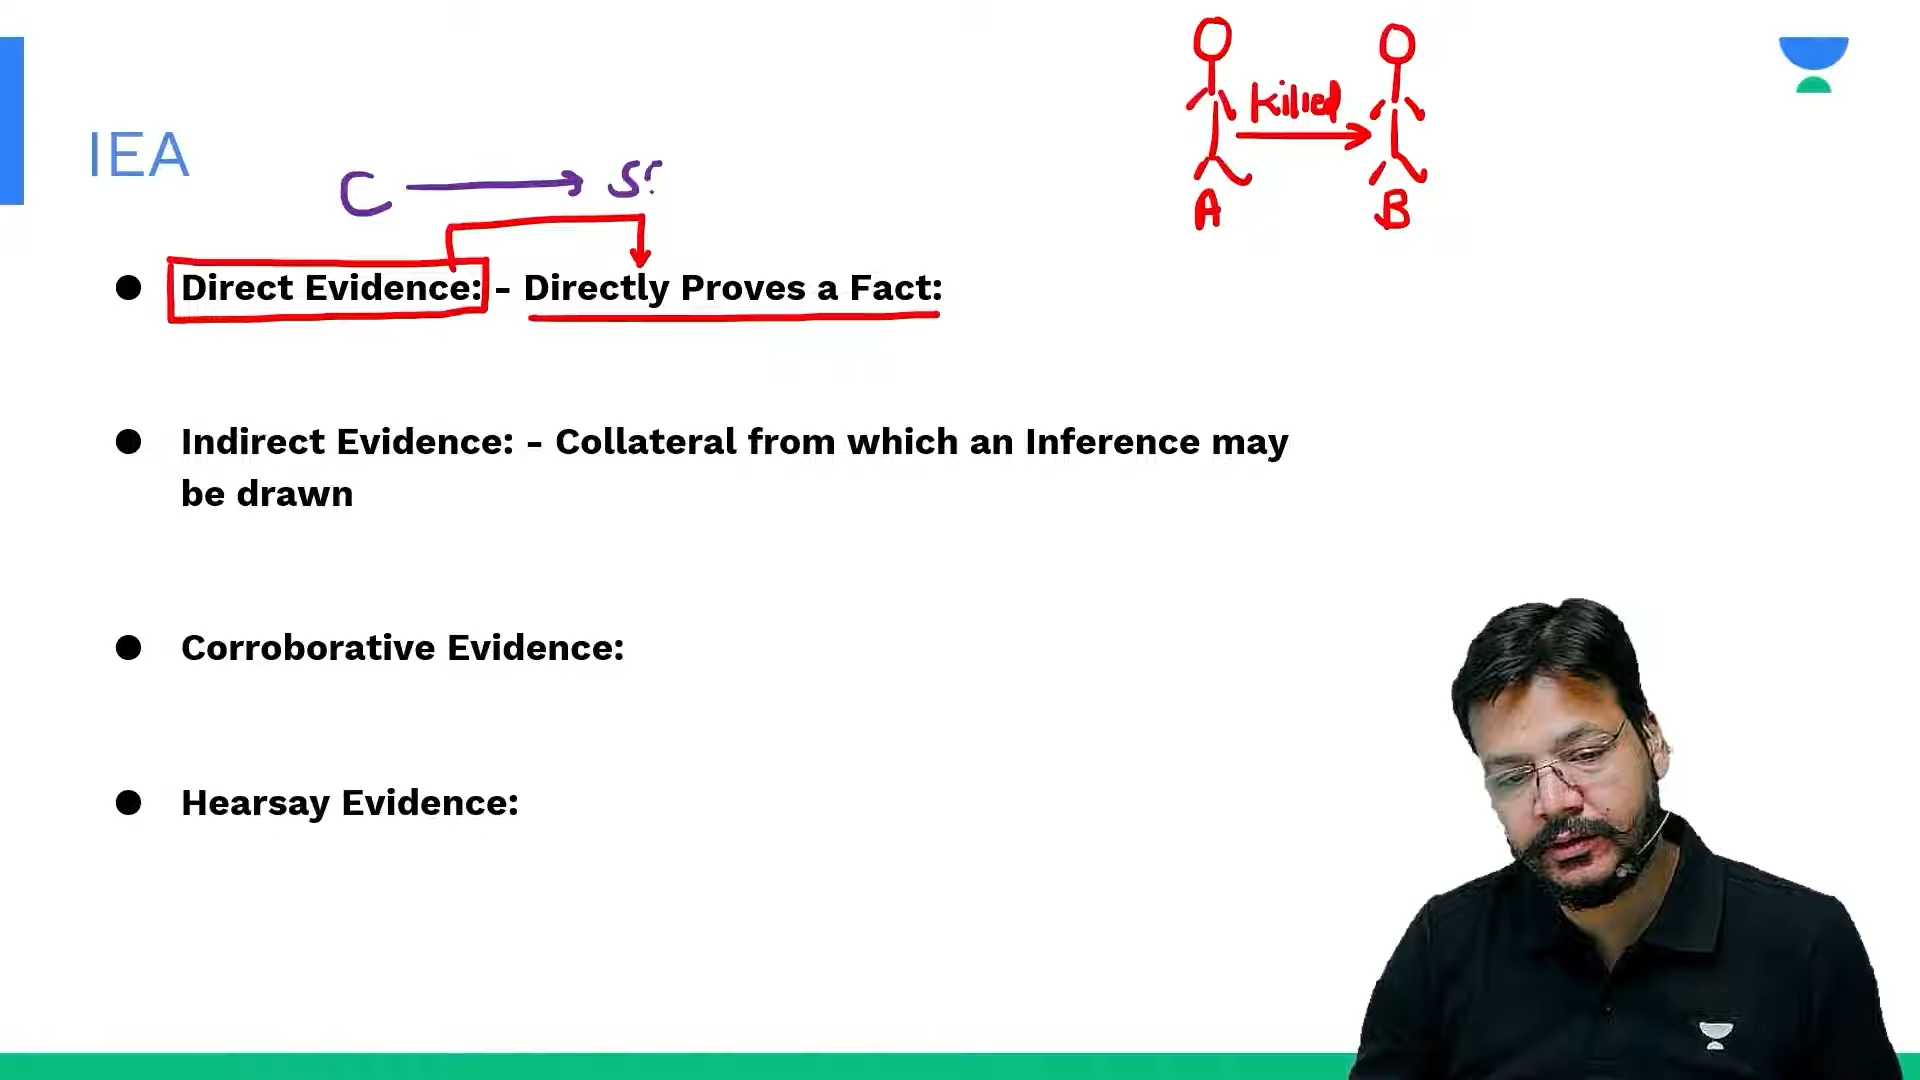 Killed
A B
IEA
C
Direct Evidence: - Directly Proves a Fact:
Indirect Evidence: - Collateral from which an Inference may
be drawn
Corroborative Evidence:
Hearsay Evidence: